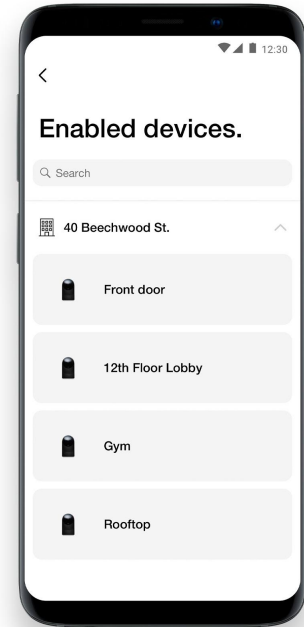 12:30
Enabled devices.
Search
40 Beechwood St.
Front door
12th Floor Lobby
Gym
Rooftop